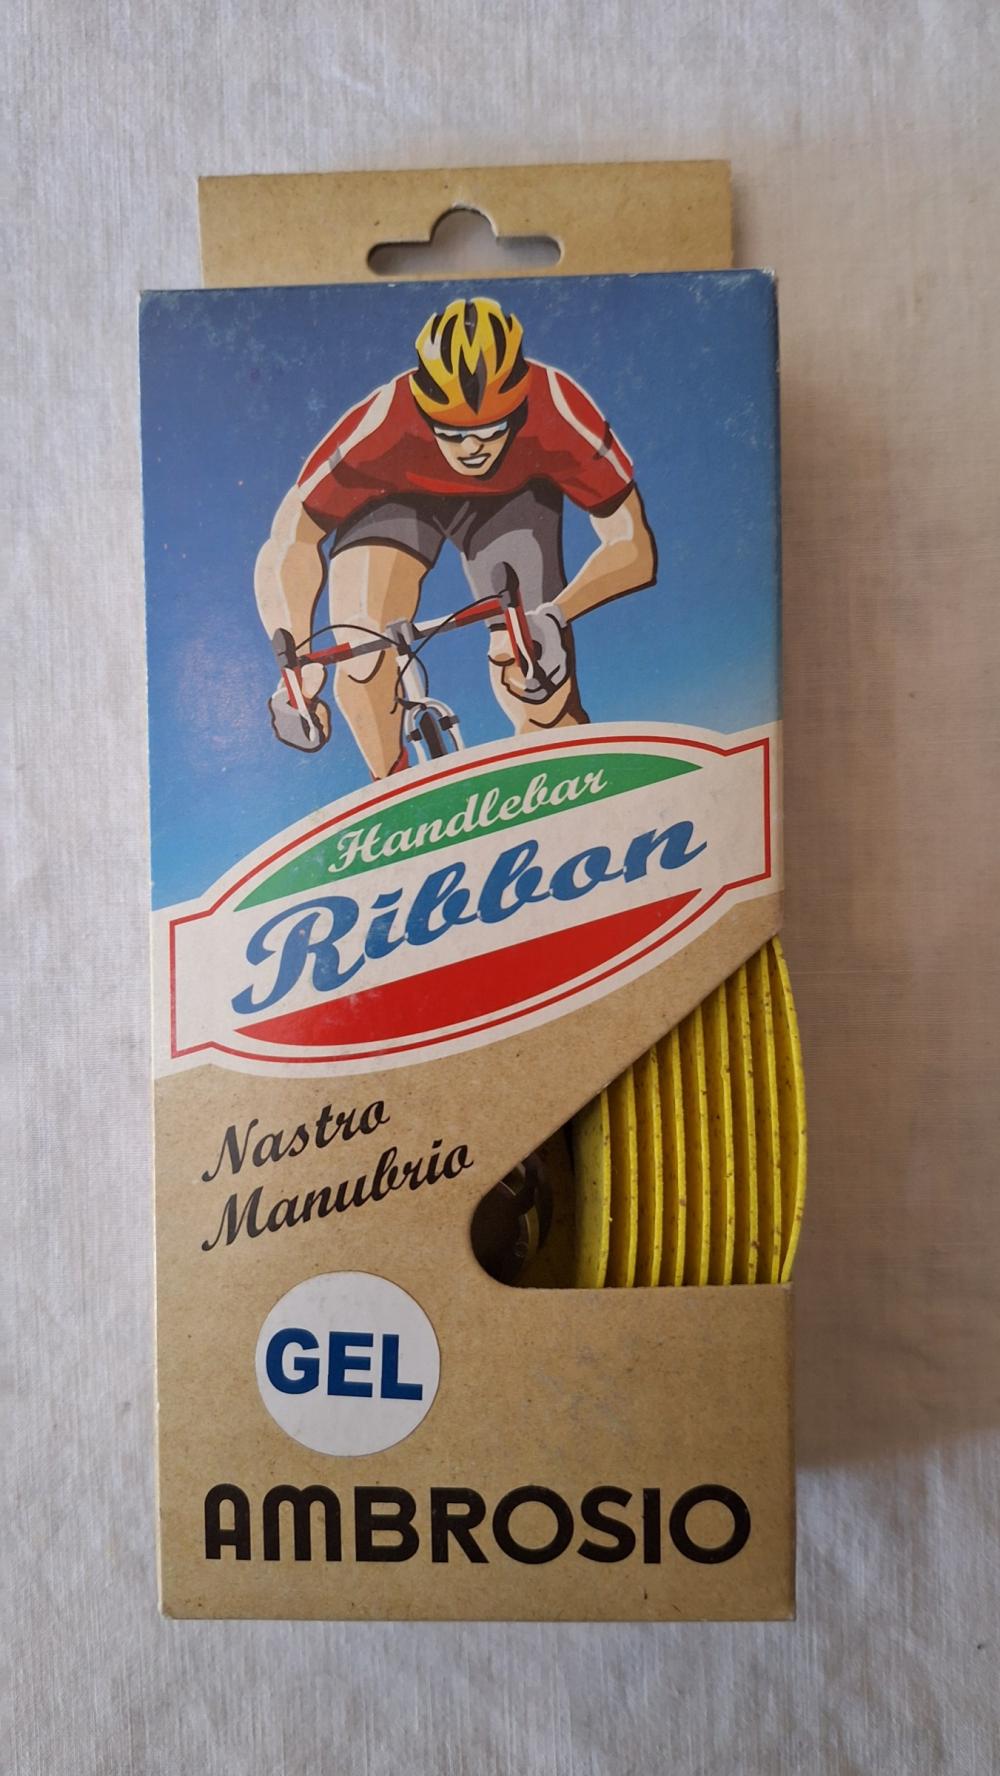 Handlebar
Ribbon
Nastro
Manubrio
GEL
AMBROSIO